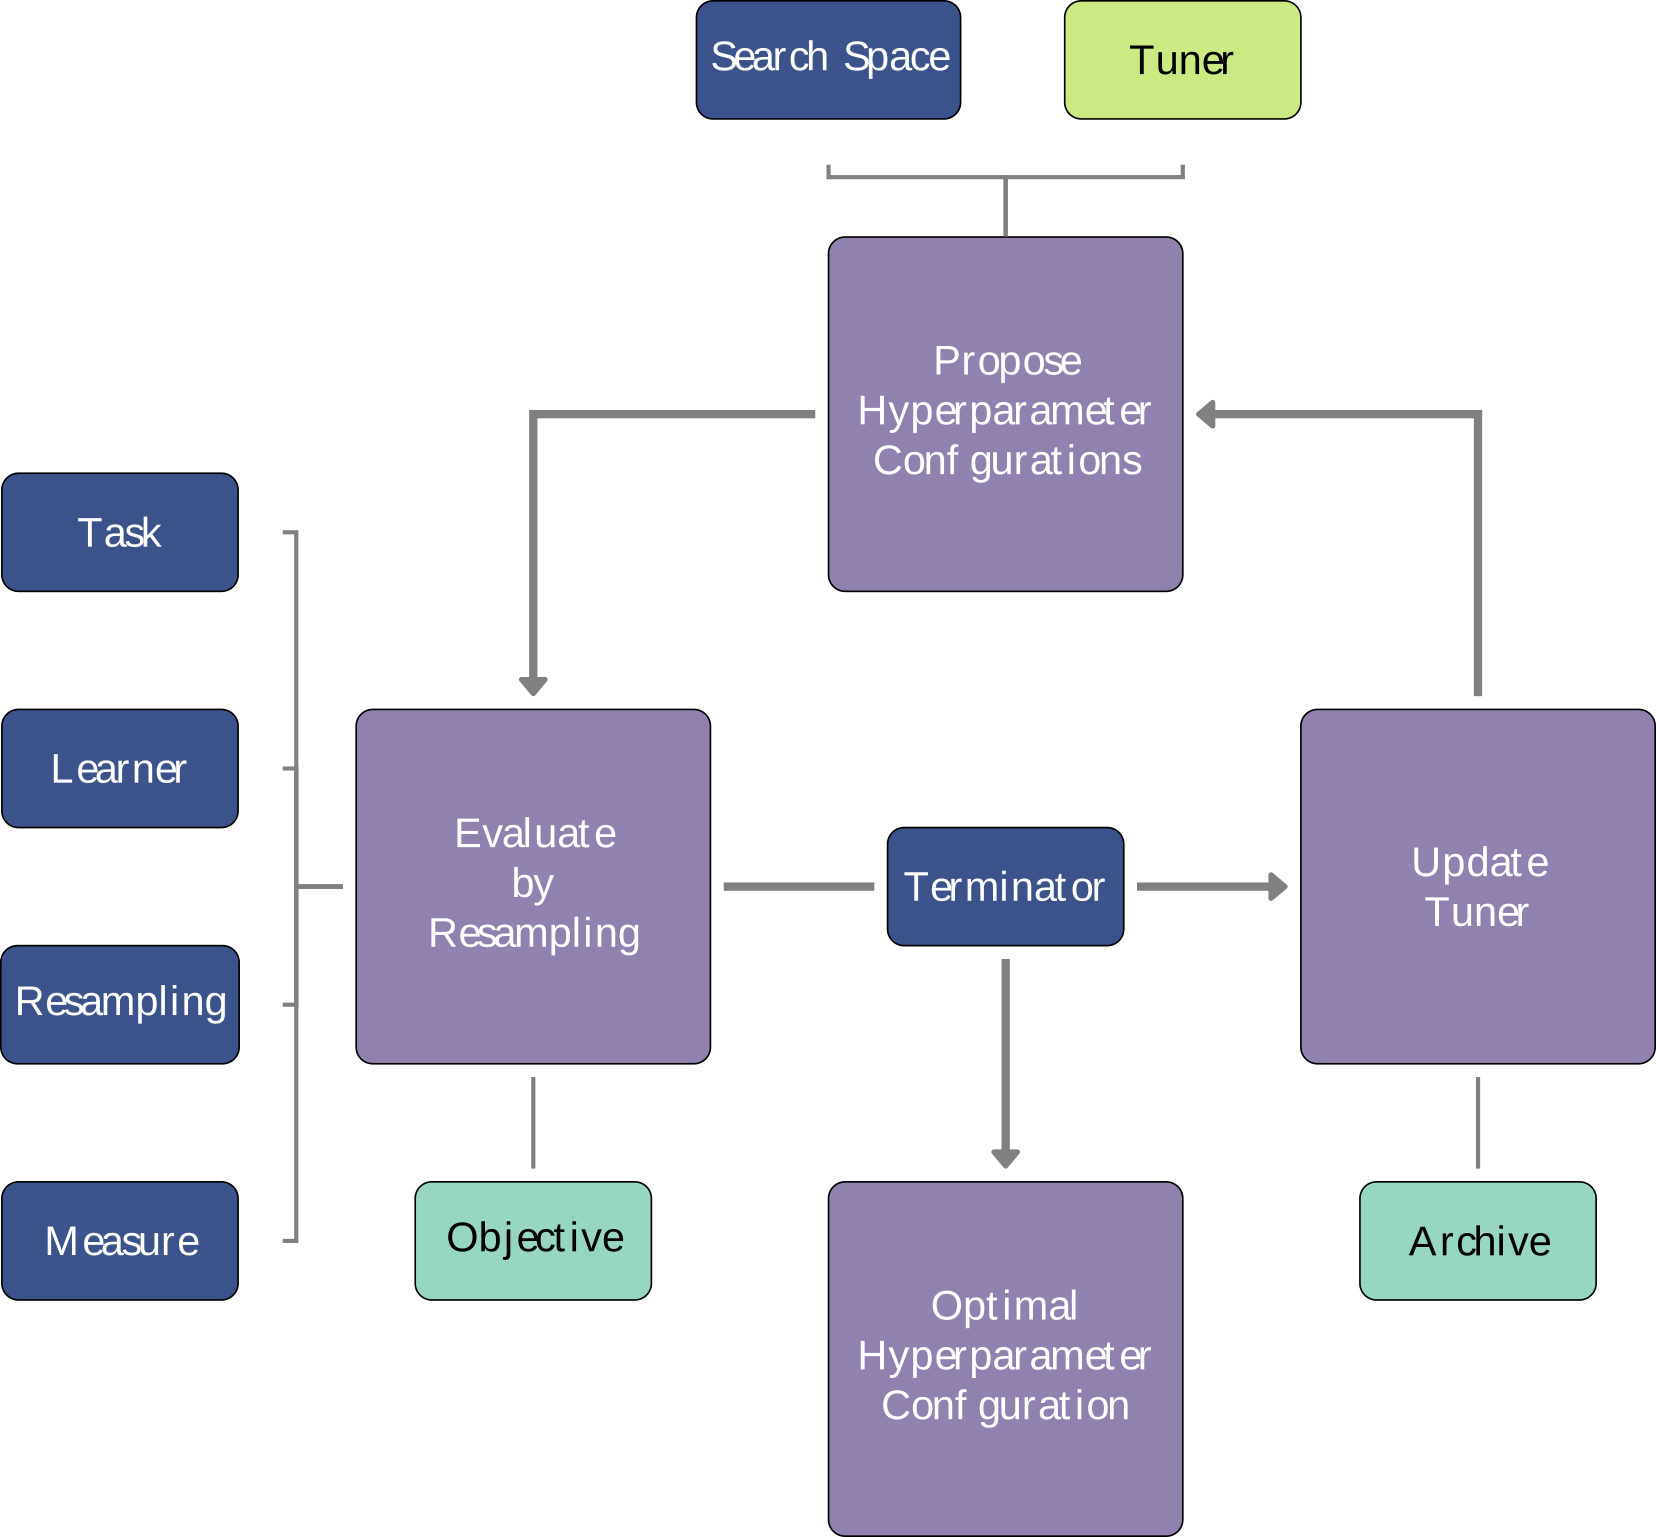 Search Space
Tuner
Propose
Hyperparameter
Conf gurations
Task
Learner
Resampling
Measure
Evaluate
by
Resampling
Terminator
Update
Tuner
Objective
Archive
Optimal
Hyperparameter
Conf guration